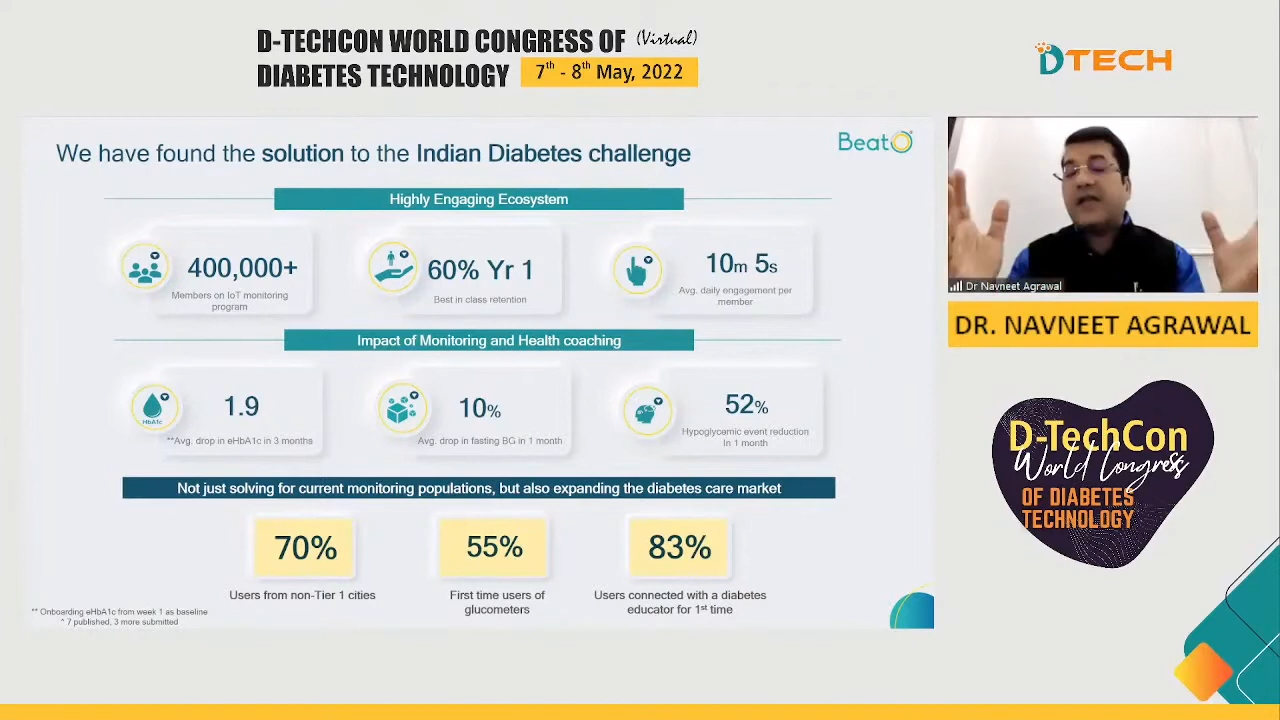 D-TECHCON WORLD CONGRESS OF (Virtual)
DIABETES TECHNOLOGY 7th - 8th May, 2022
DTECH
We have found the solution to the Indian Diabetes challenge
BeatO
Highly Engaging Ecosystem
400,000+
Members on IoT monitoring
program
60% Yr 1
Best in class retention
10m 5s
Avg. daily engagement per
member
Impact of Monitoring and Health coaching
HbA1c
1.9
**Avg. drop in eHbA1c in 3 months
10%
Avg. drop in fasting BG in 1 month
52%
Hypoglycemic event reduction
In 1 month
Not just solving for current monitoring populations, but also expanding the diabetes care market
70%
Users from non-Tier 1 cities
55%
First time users of
glucometers
83%
Users connected with a diabetes
educator for 1st time
** Onboarding eHbA1c from week 1 as baseline
^ 7 published, 3 more submitted
Dr Navneet Agrawal
DR. NAVNEET AGRAWAL
D-TechCon
World Congress
OF DIABETES
TECHNOLOGY